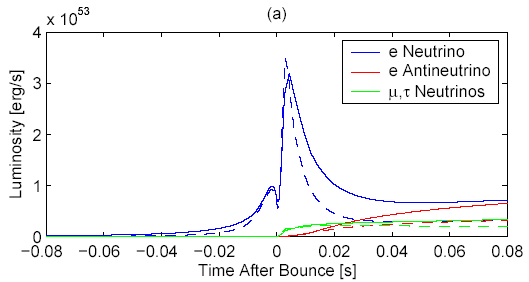 (a)
x 10^53
4
3
2
1
0
Luminosity [erg/s]
e Neutrino
e Antineutrino
μ,τ Neutrinos
−0.08 −0.06 −0.04 −0.02 0 0.02 0.04 0.06 0.08
Time After Bounce [s]